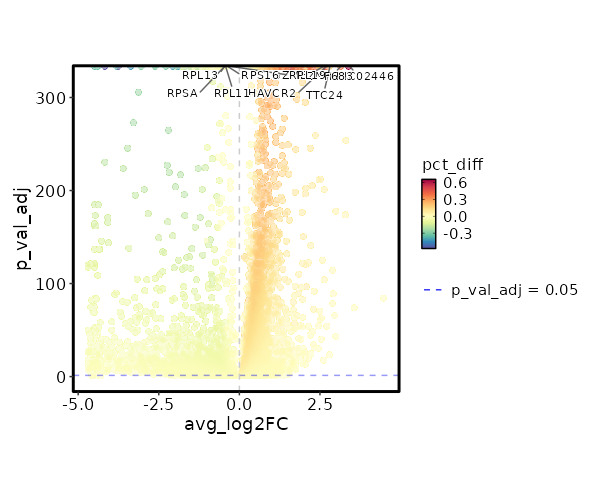 RPL13
RPS16
LINC02446
RPSA
RPL11
HAVCR2
TTC24
300
200
100
0
p_val_adj
-5.0
-2.5
0.0
2.5
avg_log2FC
pct_diff
0.6
0.3
0.0
-0.3
p_val_adj = 0.05